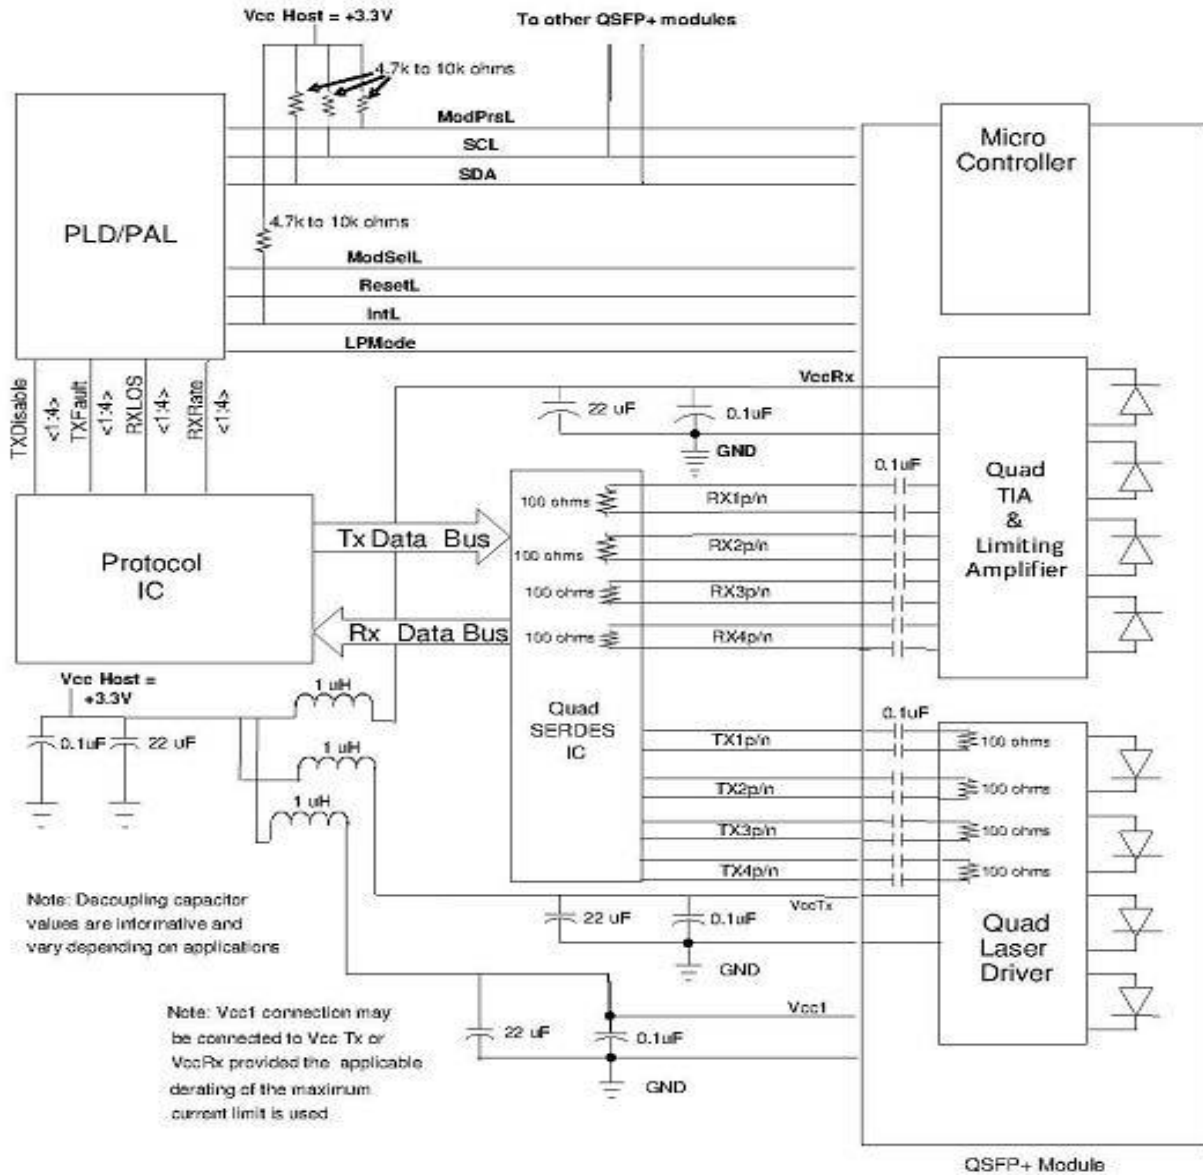 Vcc Host = +3.3V
To other QSFP+ modules
4.7k to 10k ohms
ModPrsL
SCL
SDA
4.7k to 10k ohms
ModSelL
ResetL
IntL
LPMode
PLD/PAL
Micro
Controller
TXDisable
<1:4>
TXFault
<1:4>
RXLOS
<1:4>
RXRate
<1:4>
VccRx
22 uF
0.1uF
GND
0.1uF
Quad
TIA
&
Limiting
Amplifier
100 ohms
RX1p/n
100 ohms
RX2p/n
100 ohms
RX3p/n
100 ohms
RX4p/n
Tx Data Bus
Rx Data Bus
Protocol
IC
Vcc Host =
+3.3V
0.1uF
22 uF
1 uH
1 uH
1 uH
Quad
SERDES
IC
0.1uF
TX1p/n
100 ohms
TX2p/n
100 ohms
TX3p/n
100 ohms
TX4p/n
100 ohms
VccTx
22 uF
0.1uF
GND
Quad
Laser
Driver
Note: Decoupling capacitor
values are informative and
vary depending on applications
Vcc1
22 uF
0.1uF
GND
Note: Vcc1 connection may
be connected to Vcc Tx or
VccRx provided the applicable
derating of the maximum
current limit is used
QSFP+ Module